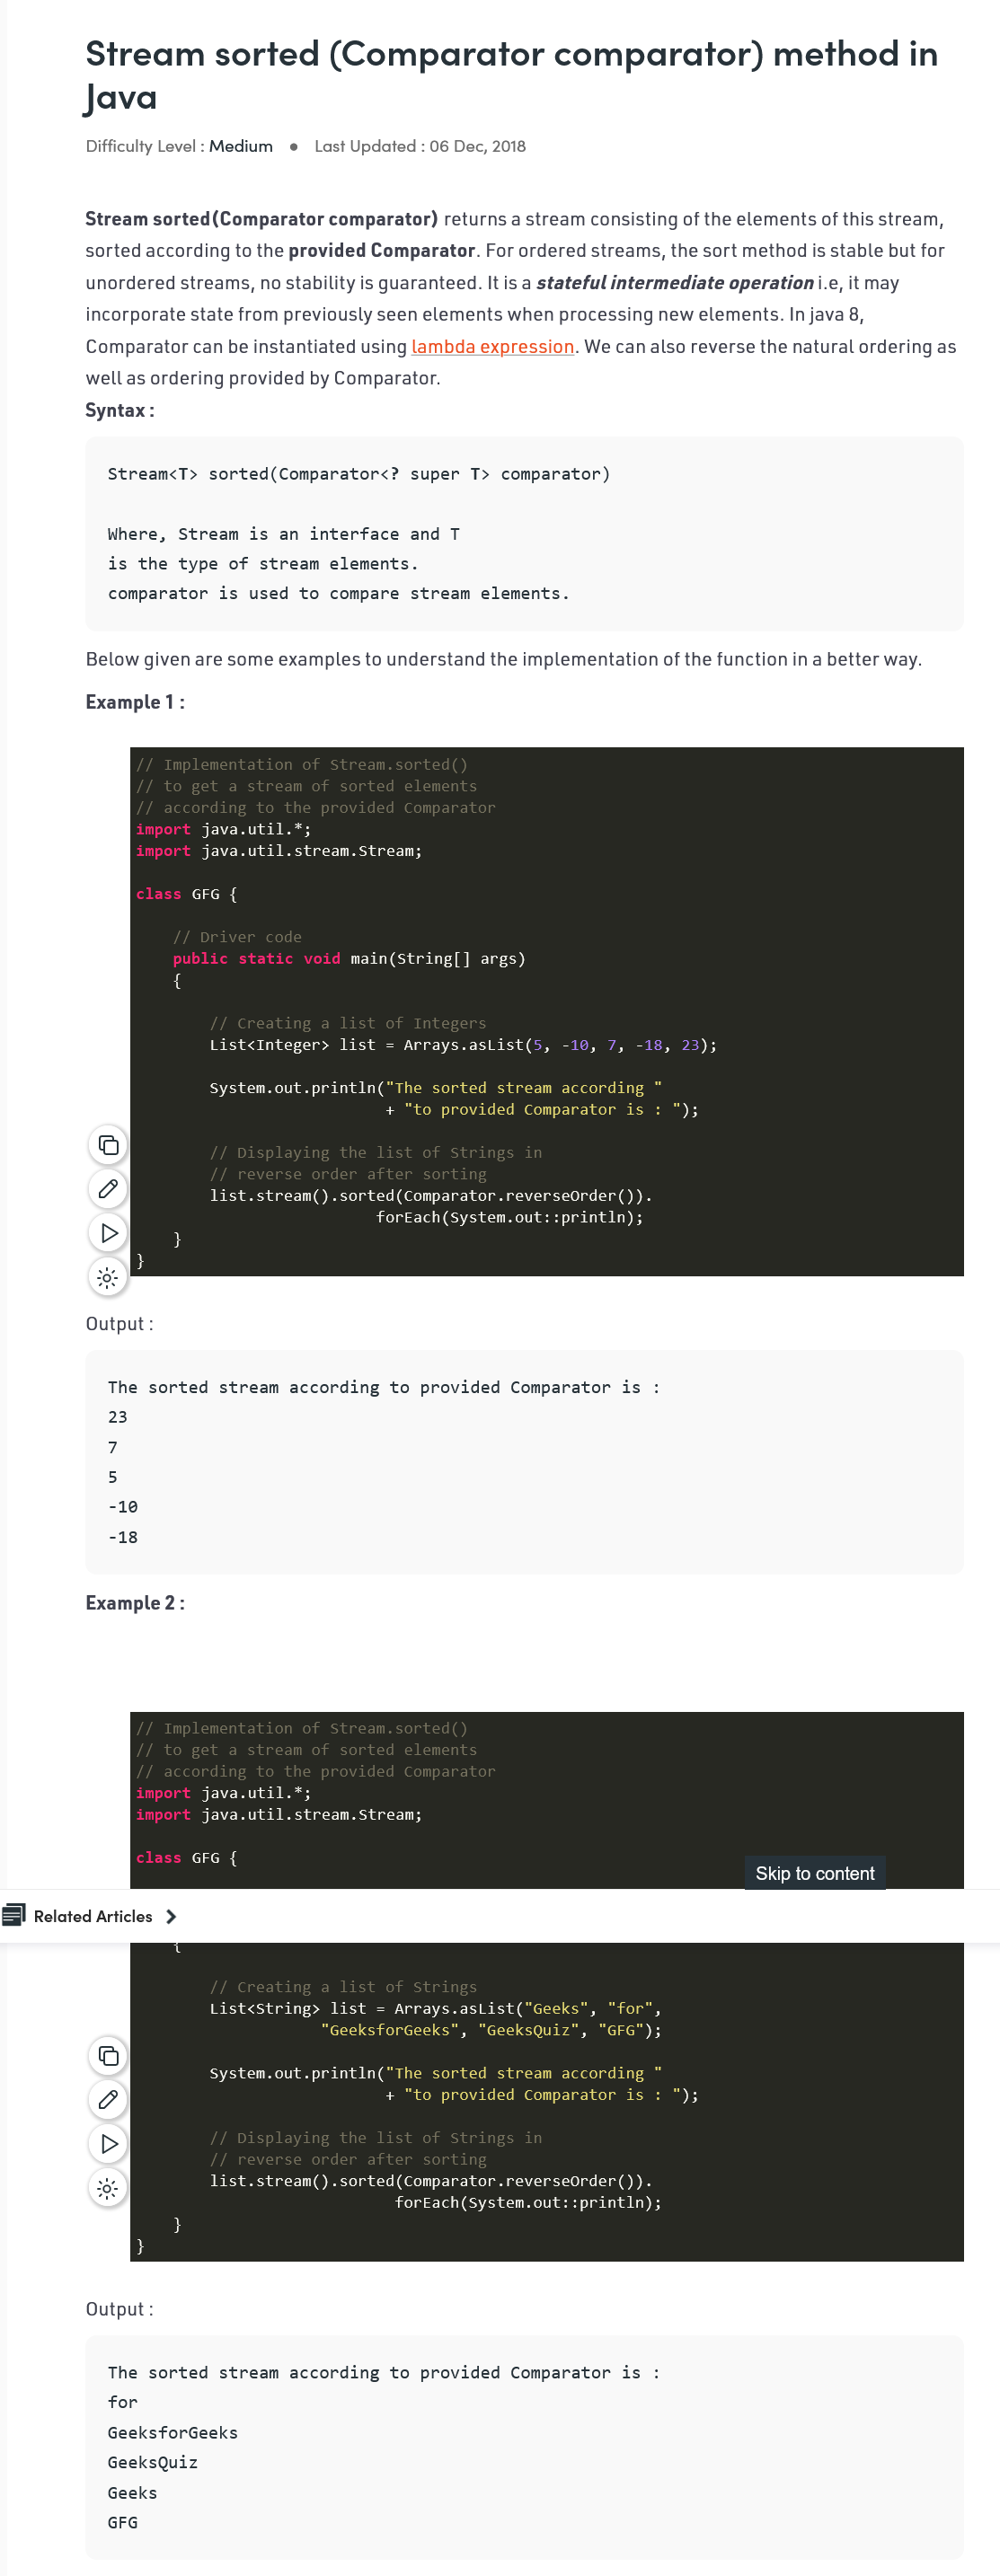 Stream sorted (Comparator comparator) method in
Java
Difficulty Level : Medium ● Last Updated : 06 Dec, 2018
Stream sorted(Comparator comparator) returns a stream consisting of the elements of this stream,
sorted according to the provided Comparator. For ordered streams, the sort method is stable but for
unordered streams, no stability is guaranteed. It is a stateful intermediate operation i.e, it may
incorporate state from previously seen elements when processing new elements. In java 8,
Comparator can be instantiated using lambda expression. We can also reverse the natural ordering as
well as ordering provided by Comparator.
Syntax :
Stream<T> sorted(Comparator<? super T> comparator)
Where, Stream is an interface and T
is the type of stream elements.
comparator is used to compare stream elements.
Below given are some examples to understand the implementation of the function in a better way.
Example 1 :
// Implementation of Stream.sorted()
// to get a stream of sorted elements
// according to the provided Comparator
import java.util.*;
import java.util.stream.Stream;
class GFG {
// Driver code
public static void main(String[] args)
{
// Creating a list of Integers
List<Integer> list = Arrays.asList(5, -10, 7, -18, 23);
System.out.println("The sorted stream according "
+ "to provided Comparator is : ");
// Displaying the list of Strings in
// reverse order after sorting
list.stream().sorted(Comparator.reverseOrder()).
forEach(System.out::println);
}
}
Output :
The sorted stream according to provided Comparator is :
23
7
5
-10
-18
Example 2 :
// Implementation of Stream.sorted()
// to get a stream of sorted elements
// according to the provided Comparator
import java.util.*;
import java.util.stream.Stream;
class GFG {
Skip to content
Related Articles
{
// Creating a list of Strings
List<String> list = Arrays.asList("Geeks", "for",
"GeeksforGeeks", "GeeksQuiz", "GFG");
System.out.println("The sorted stream according "
+ "to provided Comparator is : ");
// Displaying the list of Strings in
// reverse order after sorting
list.stream().sorted(Comparator.reverseOrder()).
forEach(System.out::println);
}
}
Output :
The sorted stream according to provided Comparator is :
for
GeeksforGeeks
GeeksQuiz
Geeks
GFG